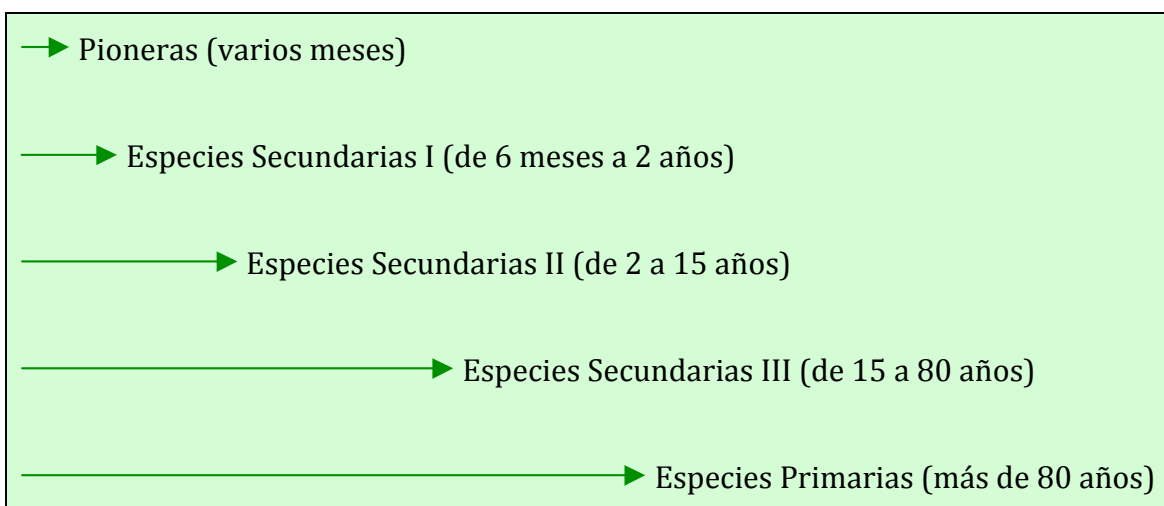 Pioneras (varios meses)
Especies Secundarias I (de 6 meses a 2 años)
Especies Secundarias II (de 2 a 15 años)
Especies Secundarias III (de 15 a 80 años)
Especies Primarias (más de 80 años)